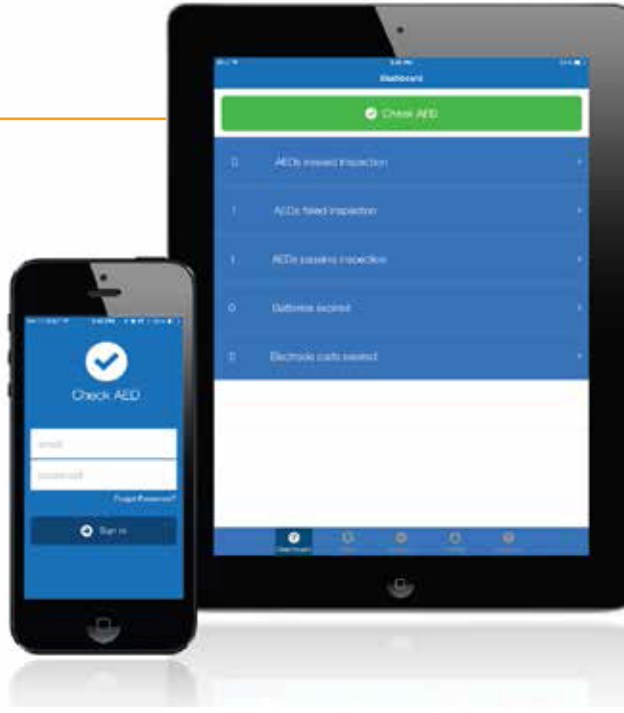 Dashboard
Check AED
0 AEDs missed inspection
1 AEDs failed inspection
1 AEDs passing inspection
0 Batteries expired
0 Electrode pads expired
Dashboard
Check AED
email
password
Forgot Password?
Sign in